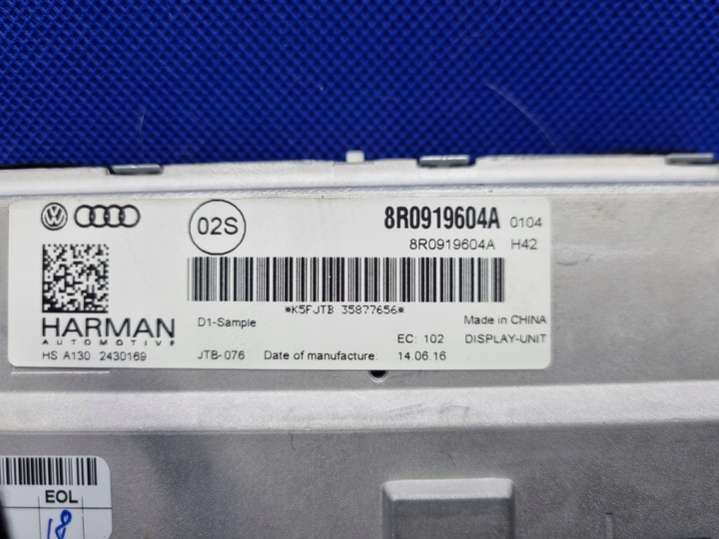 02S
8R0919604A 0104
8R0919604A H42
*K5FJTB 35877656*
HARMAN
AUTOMOTIVE
D1-Sample
Made in CHINA
EC: 102 DISPLAY-UNIT
HS A130 2430169 JTB-076 Date of manufacture: 14.06.16
EOL
18